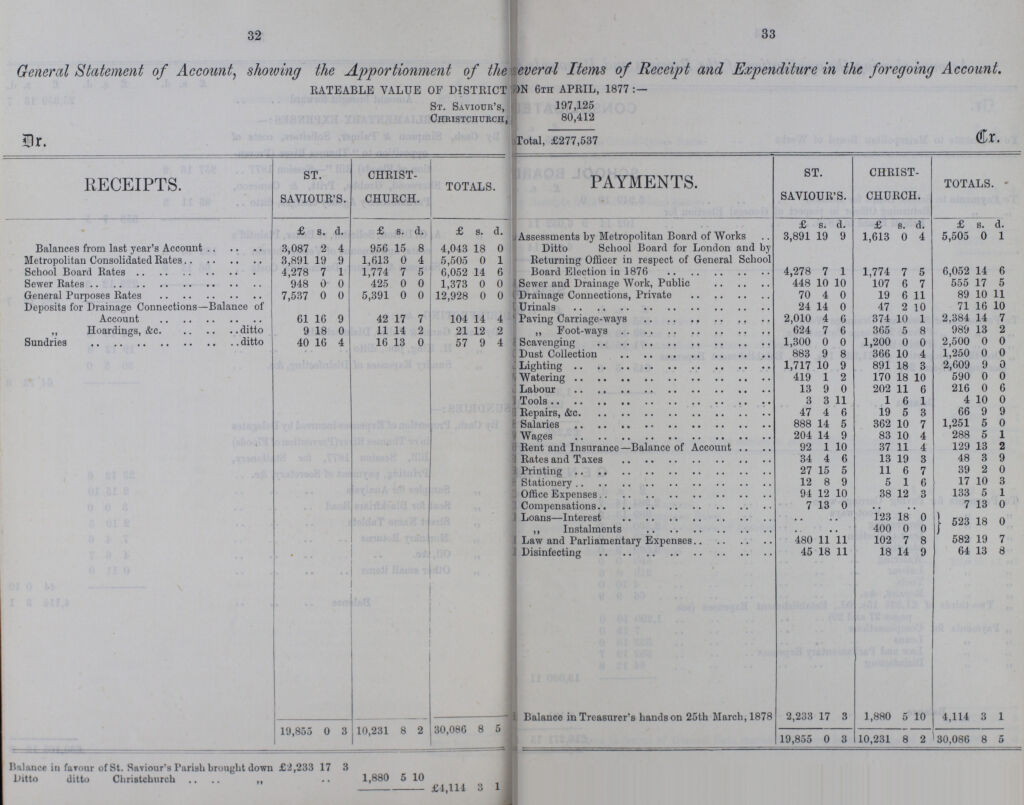 32
General Statement of Account, showing the Apportionment of the
RATEABLE VALUE OF DISTRICT
ST. SAVIOUR'S,
CHRISTCHURCH,
Dr.
RECEIPTS. ST. SAVIOUR'S. CHRIST-CHURCH. TOTALS.
£ s. d. £ s. d. £ s. d.
Balances from last year's Account .. .. .. 3,087 2 4 956 15 8 4,043 18 0
Metropolitan Consolidated Rates.. .. .. .. 3,891 19 9 1,613 0 4 5,505 0 1
School Board Rates .. .. .. .. .. .. 4,278 7 1 1,774 7 5 6,052 14 6
Sewer Rates .. .. .. .. .. .. .. 948 0 0 425 0 0 1,373 0 0
General Purposes Rates .. .. .. .. .. 7,537 0 0 5,391 0 0 12,928 0 0
Deposits for Drainage Connections—Balance of
Account .. .. .. .. .. 61 16 9 42 17 7 104 14 4
„ Hoardings, &c. .. .. ..ditto 9 18 0 11 14 2 21 12 2
Sundries .. .. .. .. .. .. ..ditto 40 16 4 16 13 0 57 9 4
19,855 0 3 10,231 8 2 30,086 8 5
Balance in favour of St. Saviour's Parish brought down £2,233 17 3
Ditto ditto Christchurch .. .. „ .. 1,880 5 10
£4,114 3 1
33
several Items of Receipt and Expenditure in the foregoing Account.
ON 6TH APRIL, 1877 :—
197,125
80,412
Total, £277,537
Cr.
PAYMENTS. ST. SAVIOUR'S. CHRIST-CHURCH. TOTALS.
£ s. d. £ s. d. £ s. d.
Assessments by Metropolitan Board of Works .. 3,891 19 9 1,613 0 4 5,505 0 1
Ditto School Board for London and by
Returning Officer in respect of General School
Board Election in 1876 .. .. .. .. .. 4,278 7 1 1,774 7 5 6,052 14 6
Sewer and Drainage Work, Public .. .. .. 448 10 10 107 6 7 555 17 5
Drainage Connections, Private .. .. .. .. 70 4 0 19 6 11 89 10 11
Urinals .. .. .. .. .. .. .. .. 24 14 0 47 2 10 71 16 10
Paving Carriage-ways .. .. .. .. .. 2,010 4 6 374 10 1 2,384 14 7
„ Foot-ways .. .. .. .. .. .. 624 7 6 365 5 8 989 13 2
Scavenging .. .. .. .. .. .. .. 1,300 0 0 1,200 0 0 2,500 0 0
Dust Collection .. .. .. .. .. .. 883 9 8 366 10 4 1,250 0 0
Lighting .. .. .. .. .. .. .. .. 1,717 10 9 891 18 3 2,609 9 0
Watering .. .. .. .. .. .. .. .. 419 1 2 170 18 10 590 0 0
Labour .. .. .. .. .. .. .. .. 13 9 0 202 11 6 216 0 6
Tools .. .. .. .. .. .. .. .. .. 3 3 11 1 6 1 4 10 0
Repairs, &c. .. .. .. .. .. .. .. 47 4 6 19 5 3 66 9 9
Salaries .. .. .. .. .. .. .. .. 888 14 5 362 10 7 1,251 5 0
Wages .. .. .. .. .. .. .. .. 204 14 9 83 10 4 288 5 1
Rent and Insurance—Balance of Account .. .. 92 1 10 37 11 4 129 13 2
Rates and Taxes .. .. .. .. .. .. 34 4 6 13 19 3 48 3 9
Printing .. .. .. .. .. .. .. .. 27 15 5 11 6 7 39 2 0
Stationery .. .. .. .. .. .. .. .. 12 8 9 5 1 6 17 10 3
Office Expenses.. .. .. .. .. .. .. 94 12 10 38 12 3 133 5 1
Compensations.. .. .. .. .. .. .. 7 13 0 .. .. 7 13 0
Loans—Interest .. .. .. .. .. .. .. .. 123 18 0
„ Instalments .. .. .. .. .. .. .. 400 0 0 } 523 18 0
Law and Parliamentary Expenses.. .. .. .. 480 11 11 102 7 8 582 19 7
Disinfecting .. .. .. .. .. .. .. 45 18 11 18 14 9 64 13 8
Balance in Treasurer's hands on 25th March, 1878 2,233 17 3 1,880 5 10 4,114 3 1
19,855 0 3 10,231 8 2 30,086 8 5